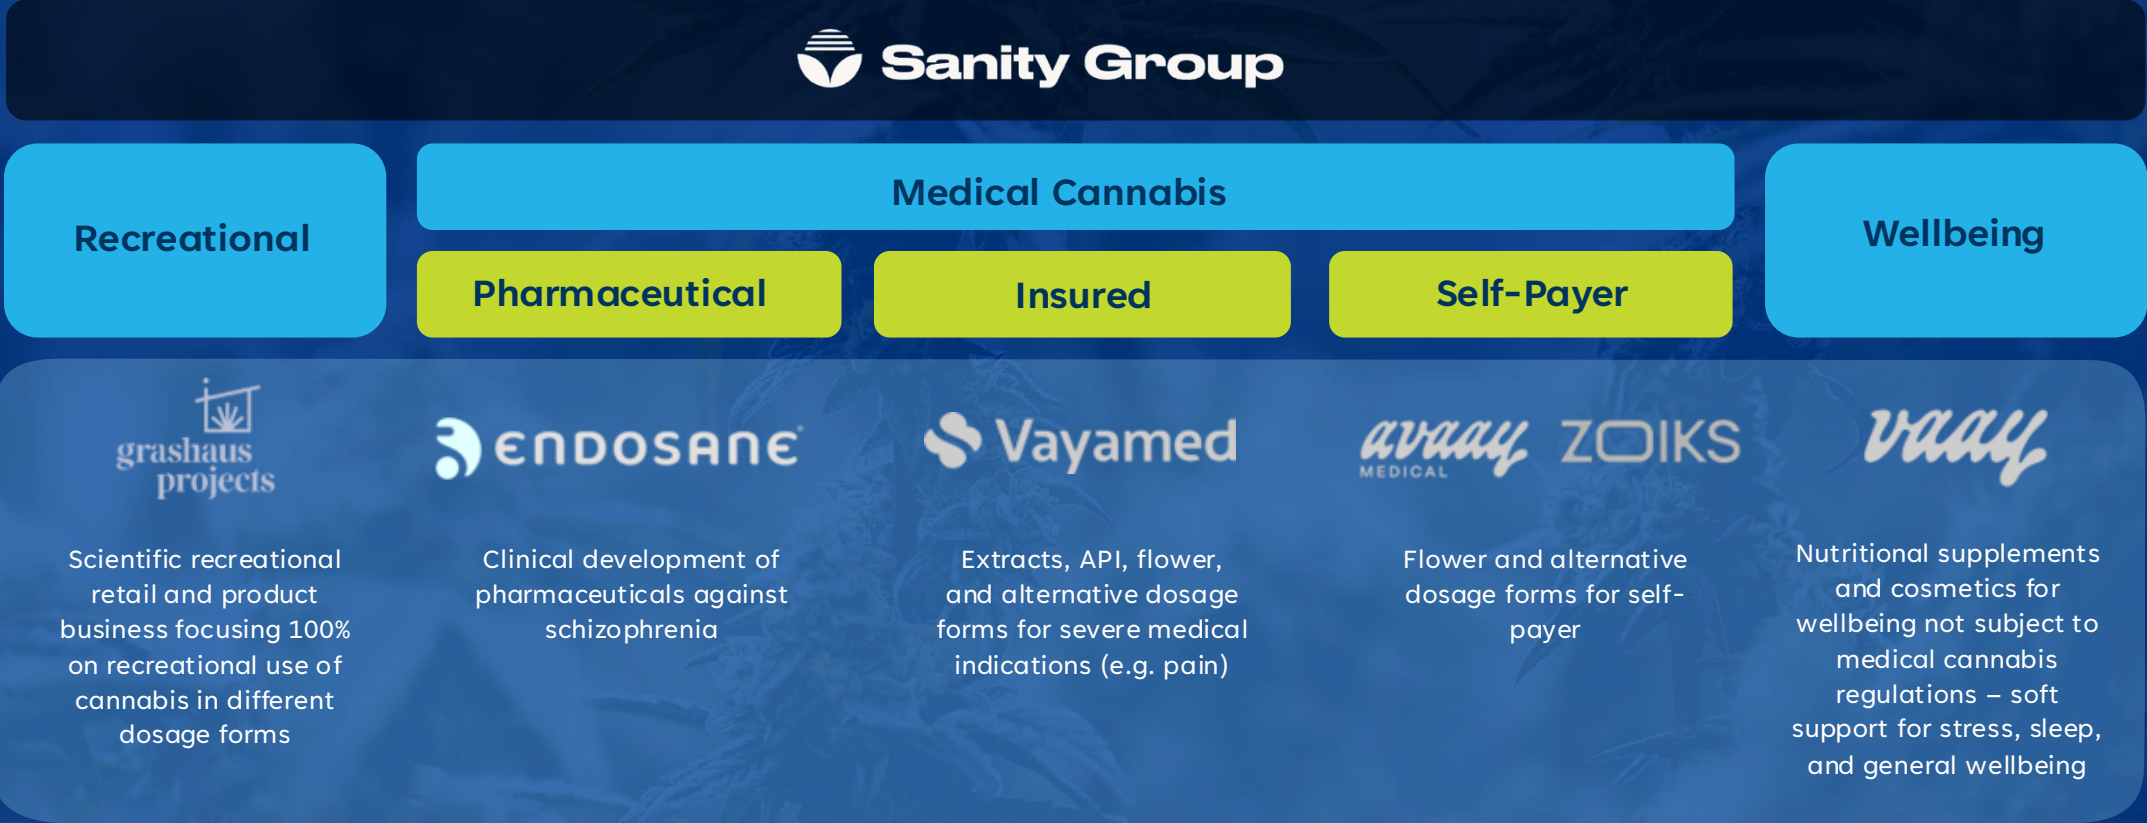 Sanity Group
Recreational
Medical Cannabis
Pharmaceutical
Insured
Self-Payer
Wellbeing
grashaus
projects
Scientific recreational
retail and product
business focusing 100%
on recreational use of
cannabis in different
dosage forms
ENDOSANE
Clinical development of
pharmaceuticals against
schizophrenia
Vayamed
Extracts, API, flower,
and alternative dosage
forms for severe medical
indications (e.g. pain)
avaay
MEDICAL
ZOIKS
Flower and alternative
dosage forms for self-
payer
vaay
Nutritional supplements
and cosmetics for
wellbeing not subject to
medical cannabis
regulations – soft
support for stress, sleep,
and general wellbeing